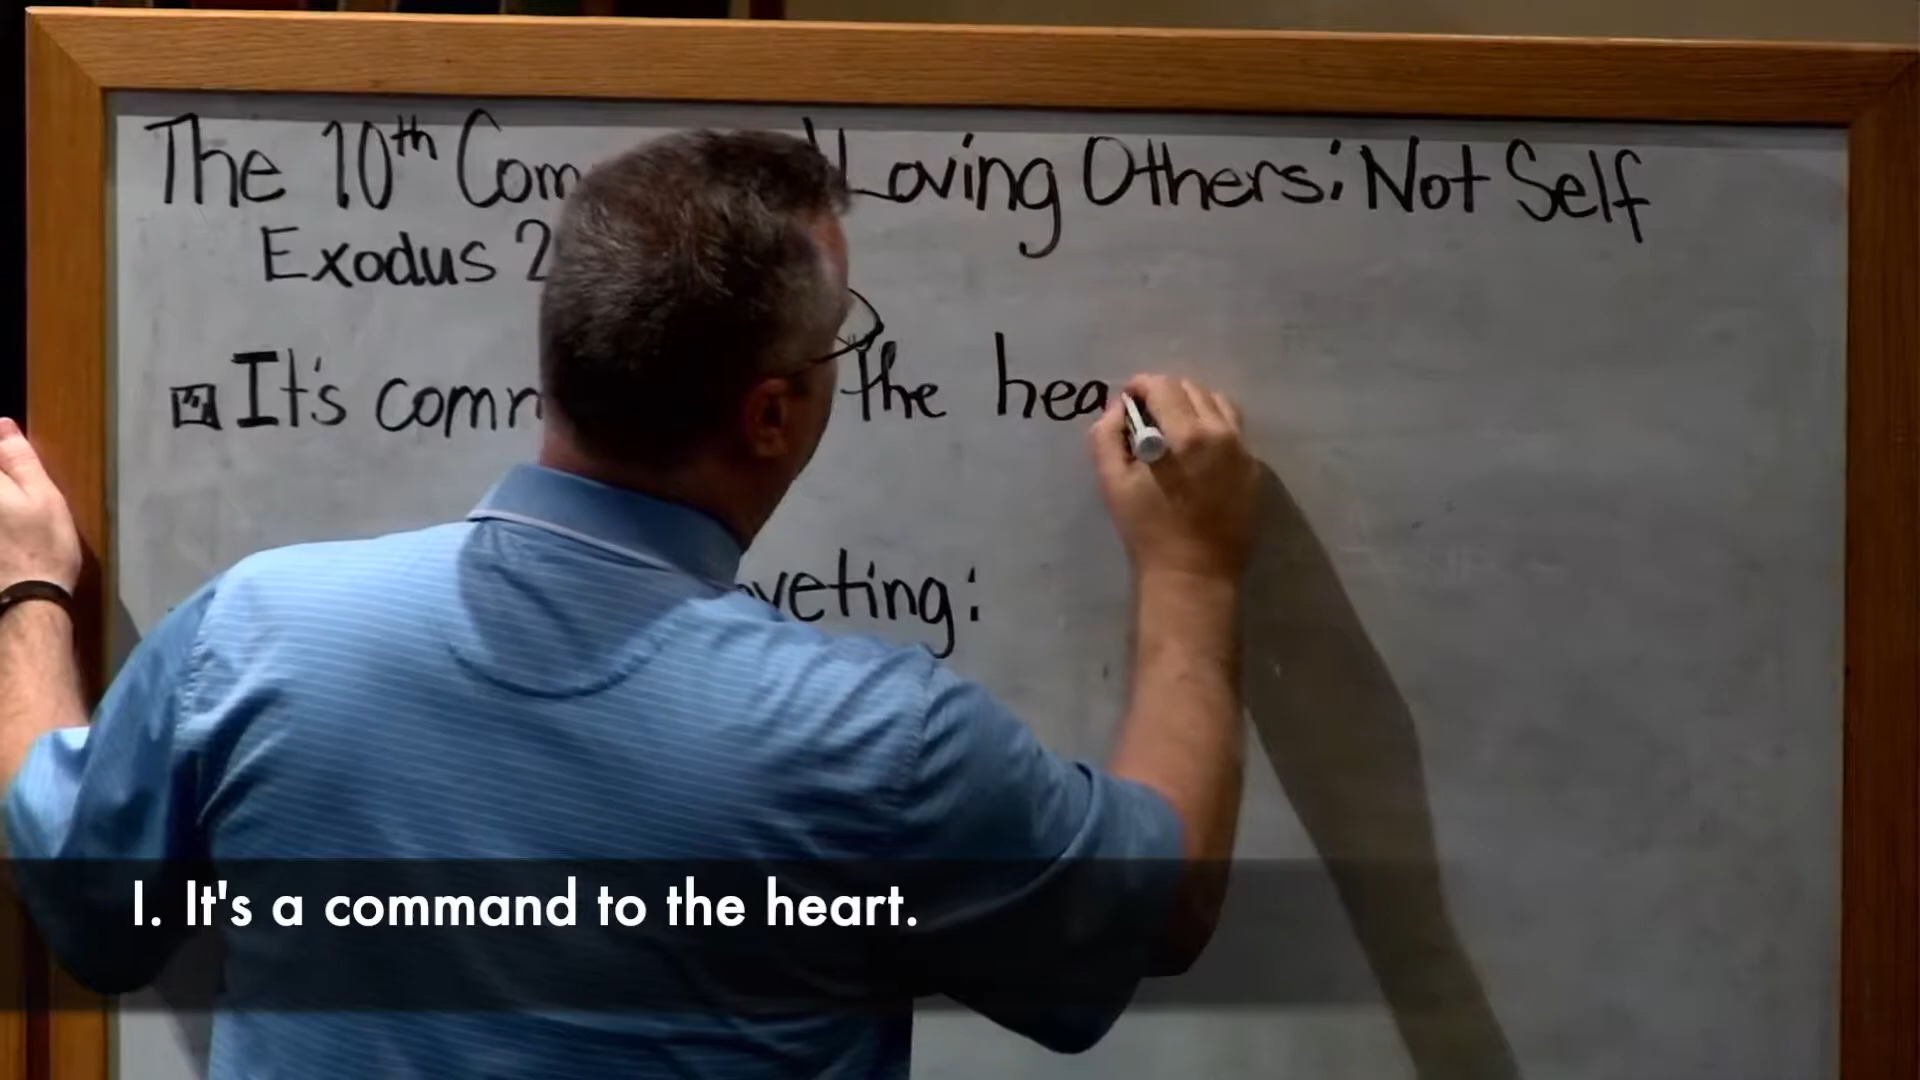 The 10th Com Loving Others: Not Self
Exodus 2
It's comm the hea
veting:
I. It's a command to the heart.